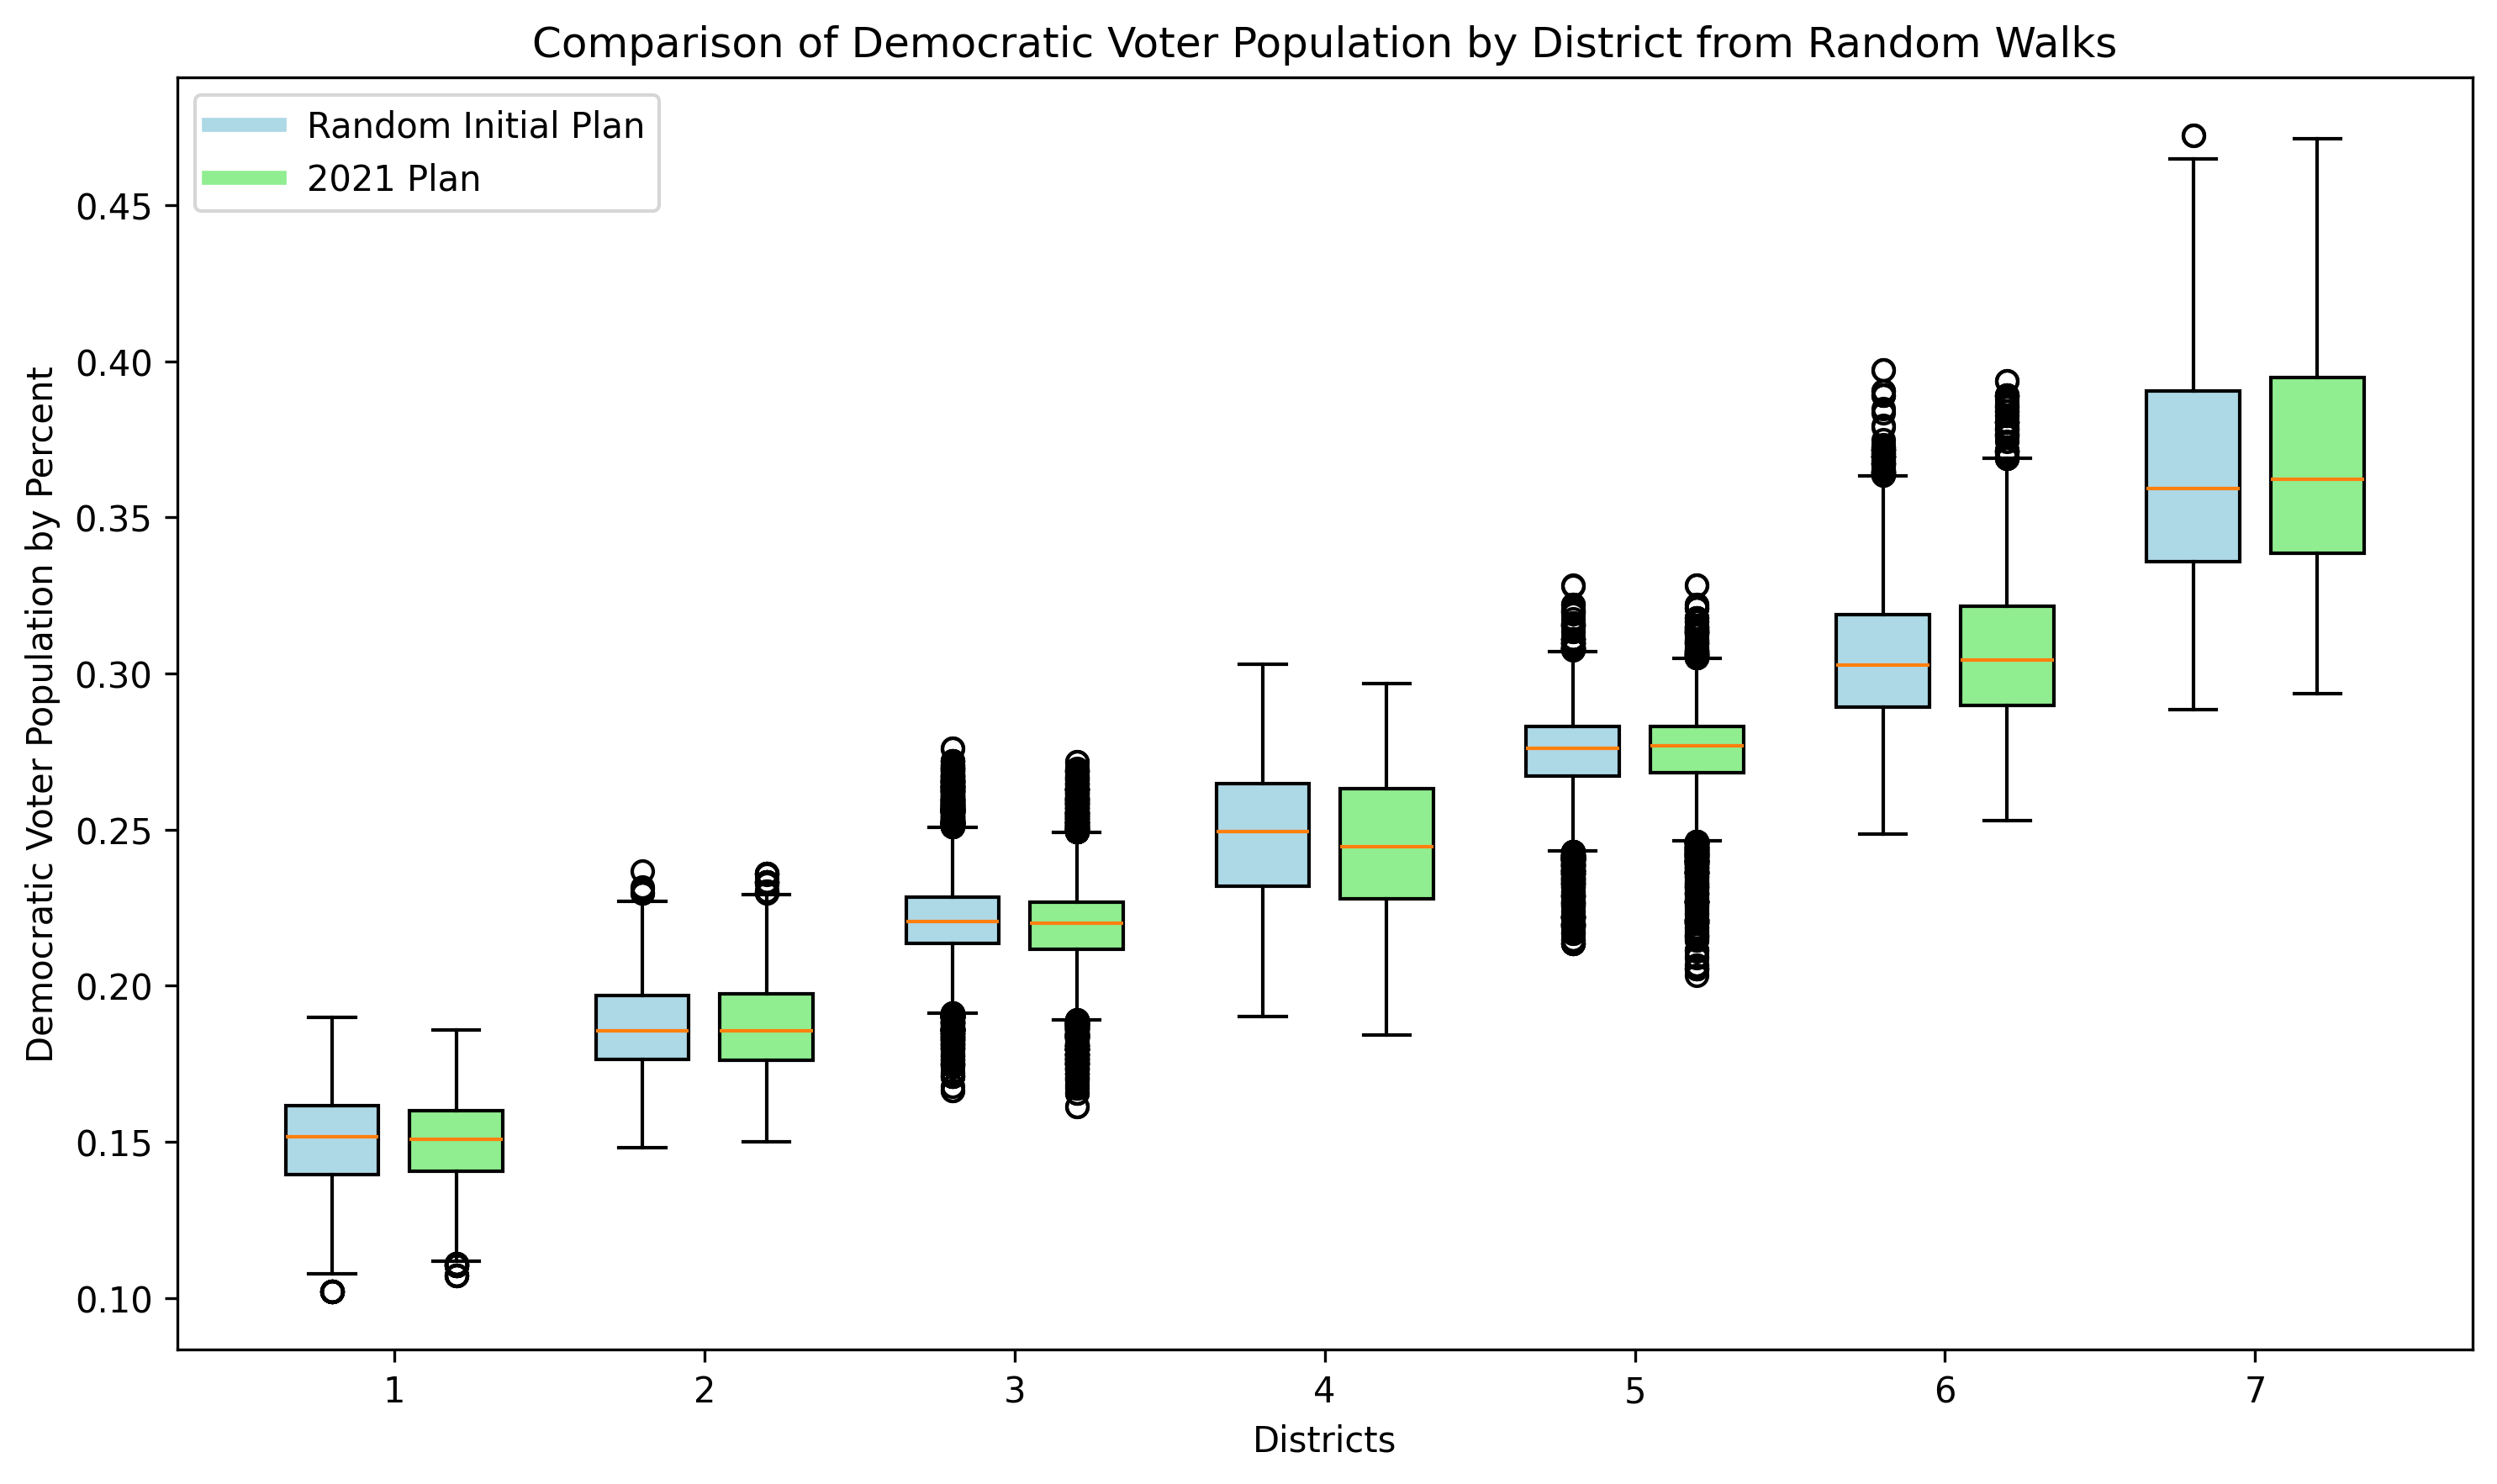 Comparison of Democratic Voter Population by District from Random Walks
Random Initial Plan
2021 Plan
Democratic Voter Population by Percent
0.45
0.40
0.35
0.30
0.25
0.20
0.15
0.10
1 2 3 4 5 6 7
Districts